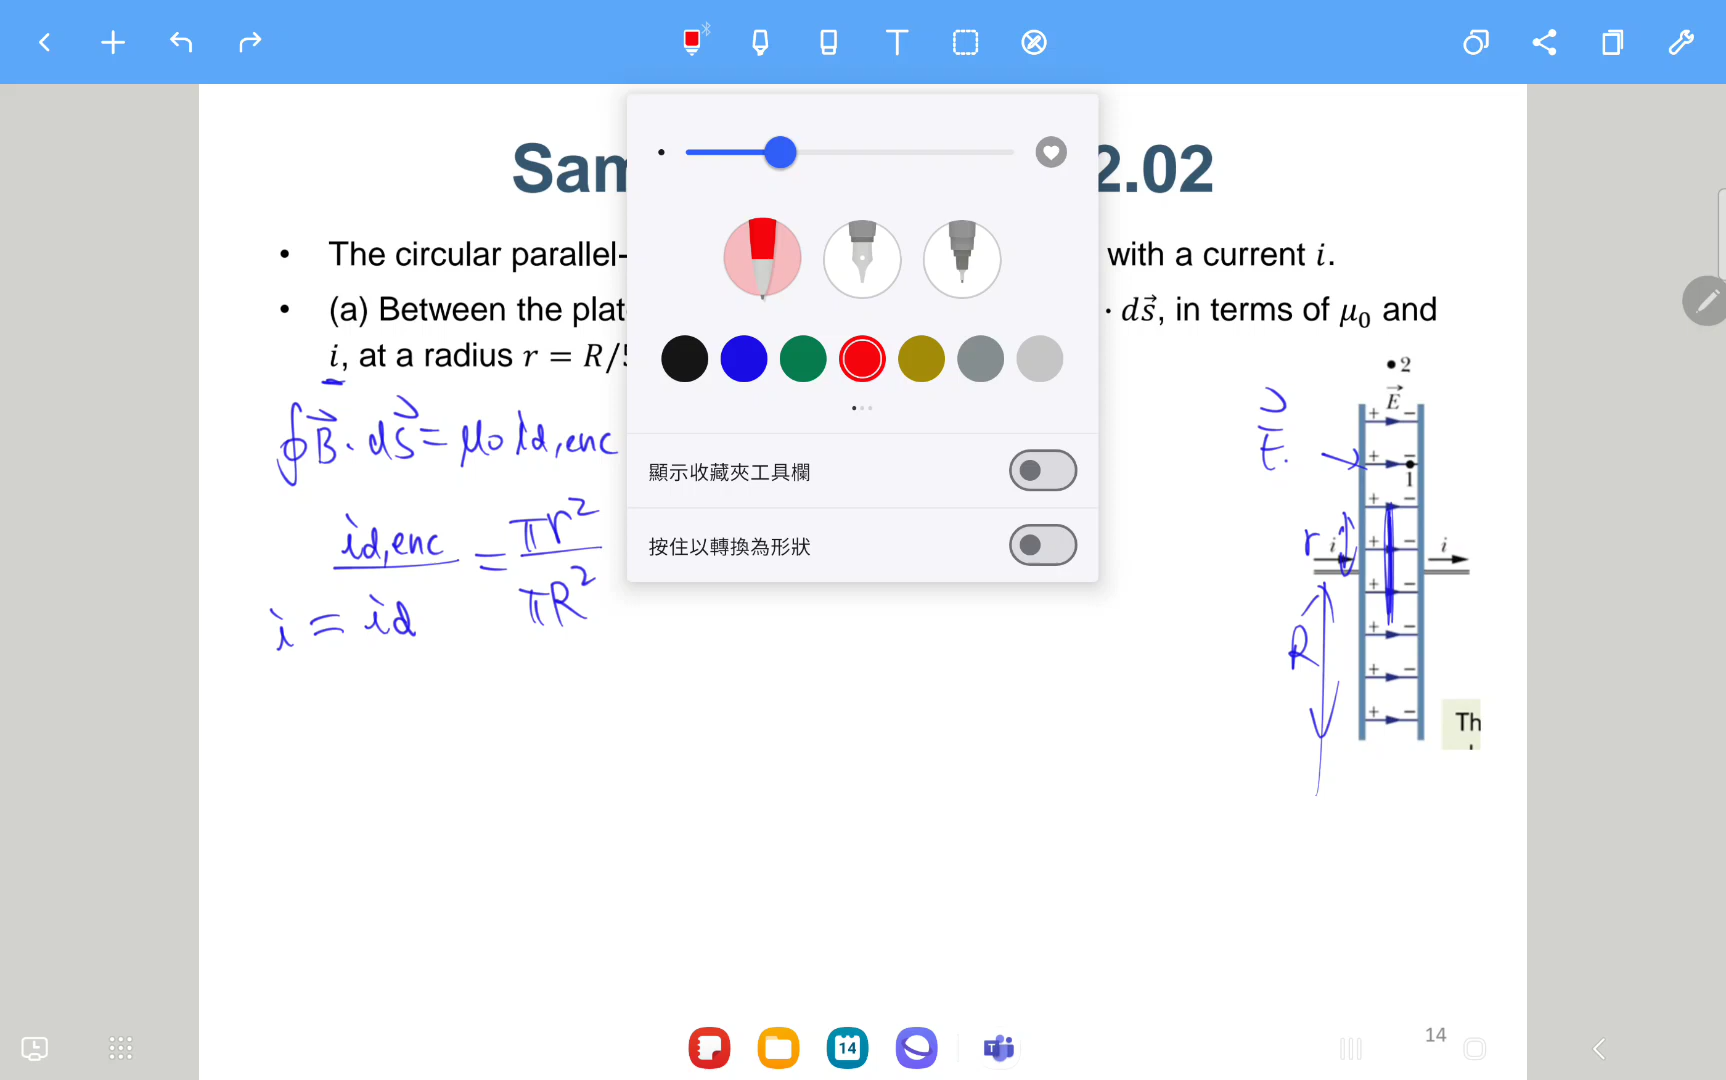 Sam 2.02
• The circular parallel- with a current i.
• (a) Between the plat · ds⃗, in terms of μ₀ and
i, at a radius r = R/5
顯示收藏夾工具欄
按住以轉換為形狀
∮B⃗ · ds⃗ = μ₀ id,enc
id,enc / i = πr² / πR²
i = id
E⃗
r
R
• 2
E⃗
+ −
+ −
1
+ −
i + − i
+ −
+ −
+ −
+ −
Th
14
14
T